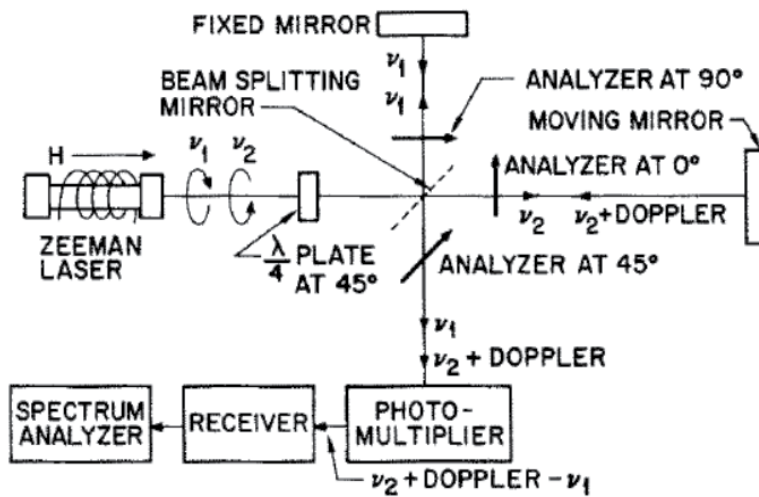 FIXED MIRROR
ν₁
ν₁
BEAM SPLITTING
MIRROR
ANALYZER AT 90°
MOVING MIRROR
H
ν₁
ν₂
ANALYZER AT 0°
ν₂
ν₂+DOPPLER
ZEEMAN
LASER
λ/4 PLATE
AT 45°
ANALYZER AT 45°
ν₁
ν₂ + DOPPLER
SPECTRUM
ANALYZER
RECEIVER
PHOTO-
MULTIPLIER
ν₂ + DOPPLER − ν₁